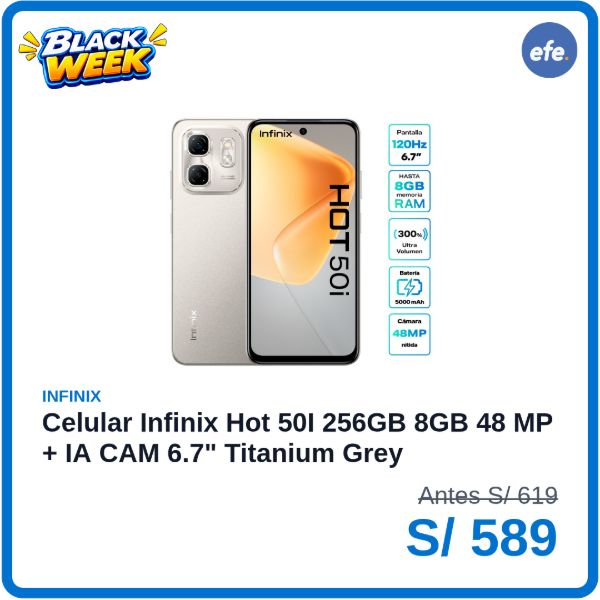 BLACK
WEEK
efe.
Infinix
HOT 50i
Infinix
Pantalla
120Hz
6.7"
HASTA
8GB
memoria
RAM
300%
Ultra
Volumen
Batería
5000 mAh
Cámara
48MP
nítida
INFINIX
Celular Infinix Hot 50I 256GB 8GB 48 MP
+ IA CAM 6.7" Titanium Grey
Antes S/ 619
S/ 589